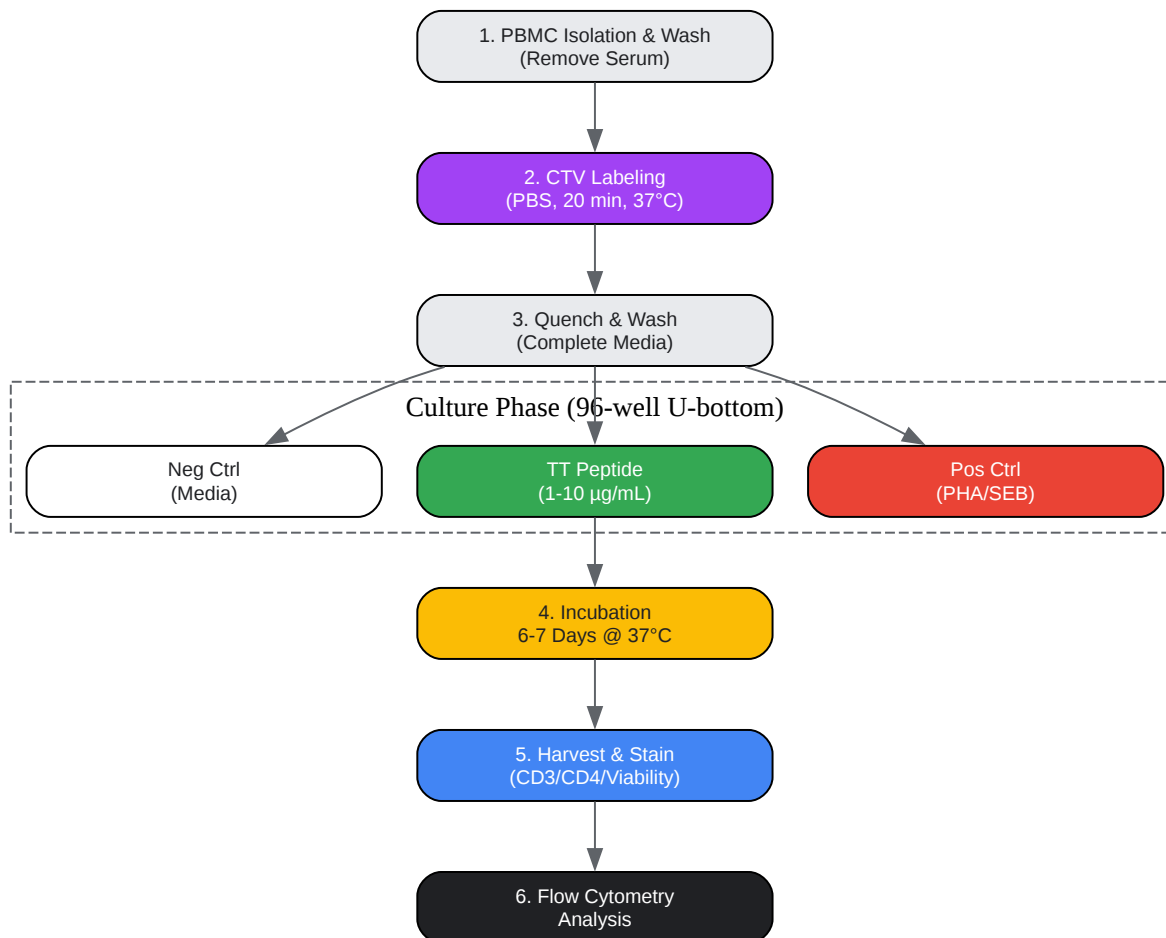 1. PBMC Isolation & Wash
(Remove Serum)
2. CTV Labeling
(PBS, 20 min, 37°C)
3. Quench & Wash
(Complete Media)
Culture Phase (96-well U-bottom)
Neg Ctrl
(Media)
TT Peptide
(1-10 µg/mL)
Pos Ctrl
(PHA/SEB)
4. Incubation
6-7 Days @ 37°C
5. Harvest & Stain
(CD3/CD4/Viability)
6. Flow Cytometry
Analysis